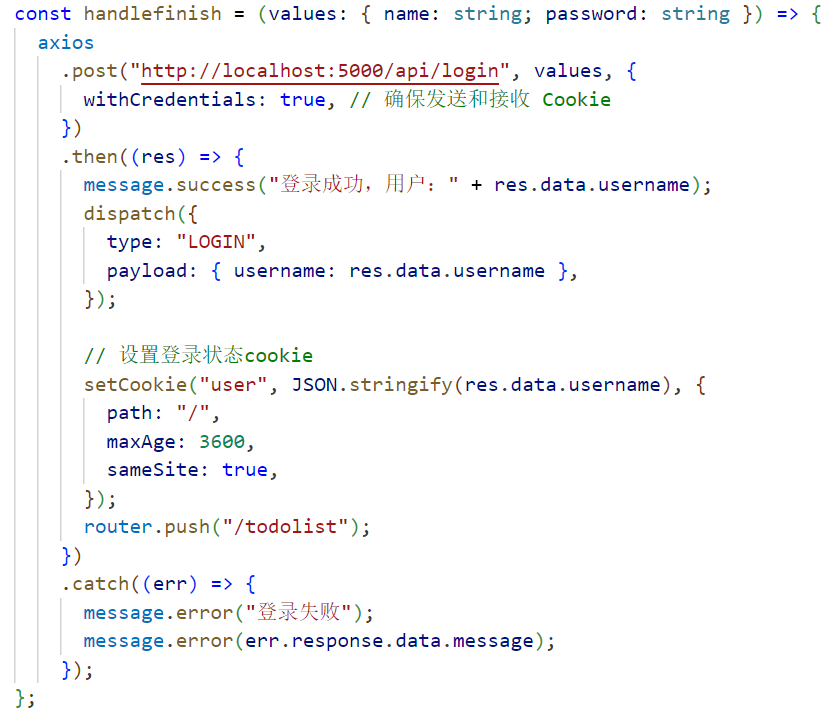 const handlefinish = (values: { name: string; password: string }) => {
axios
.post("http://localhost:5000/api/login", values, {
withCredentials: true, // 确保发送和接收 Cookie
})
.then((res) => {
message.success("登录成功，用户：" + res.data.username);
dispatch({
type: "LOGIN",
payload: { username: res.data.username },
});
// 设置登录状态cookie
setCookie("user", JSON.stringify(res.data.username), {
path: "/",
maxAge: 3600,
sameSite: true,
});
router.push("/todolist");
})
.catch((err) => {
message.error("登录失败");
message.error(err.response.data.message);
});
};